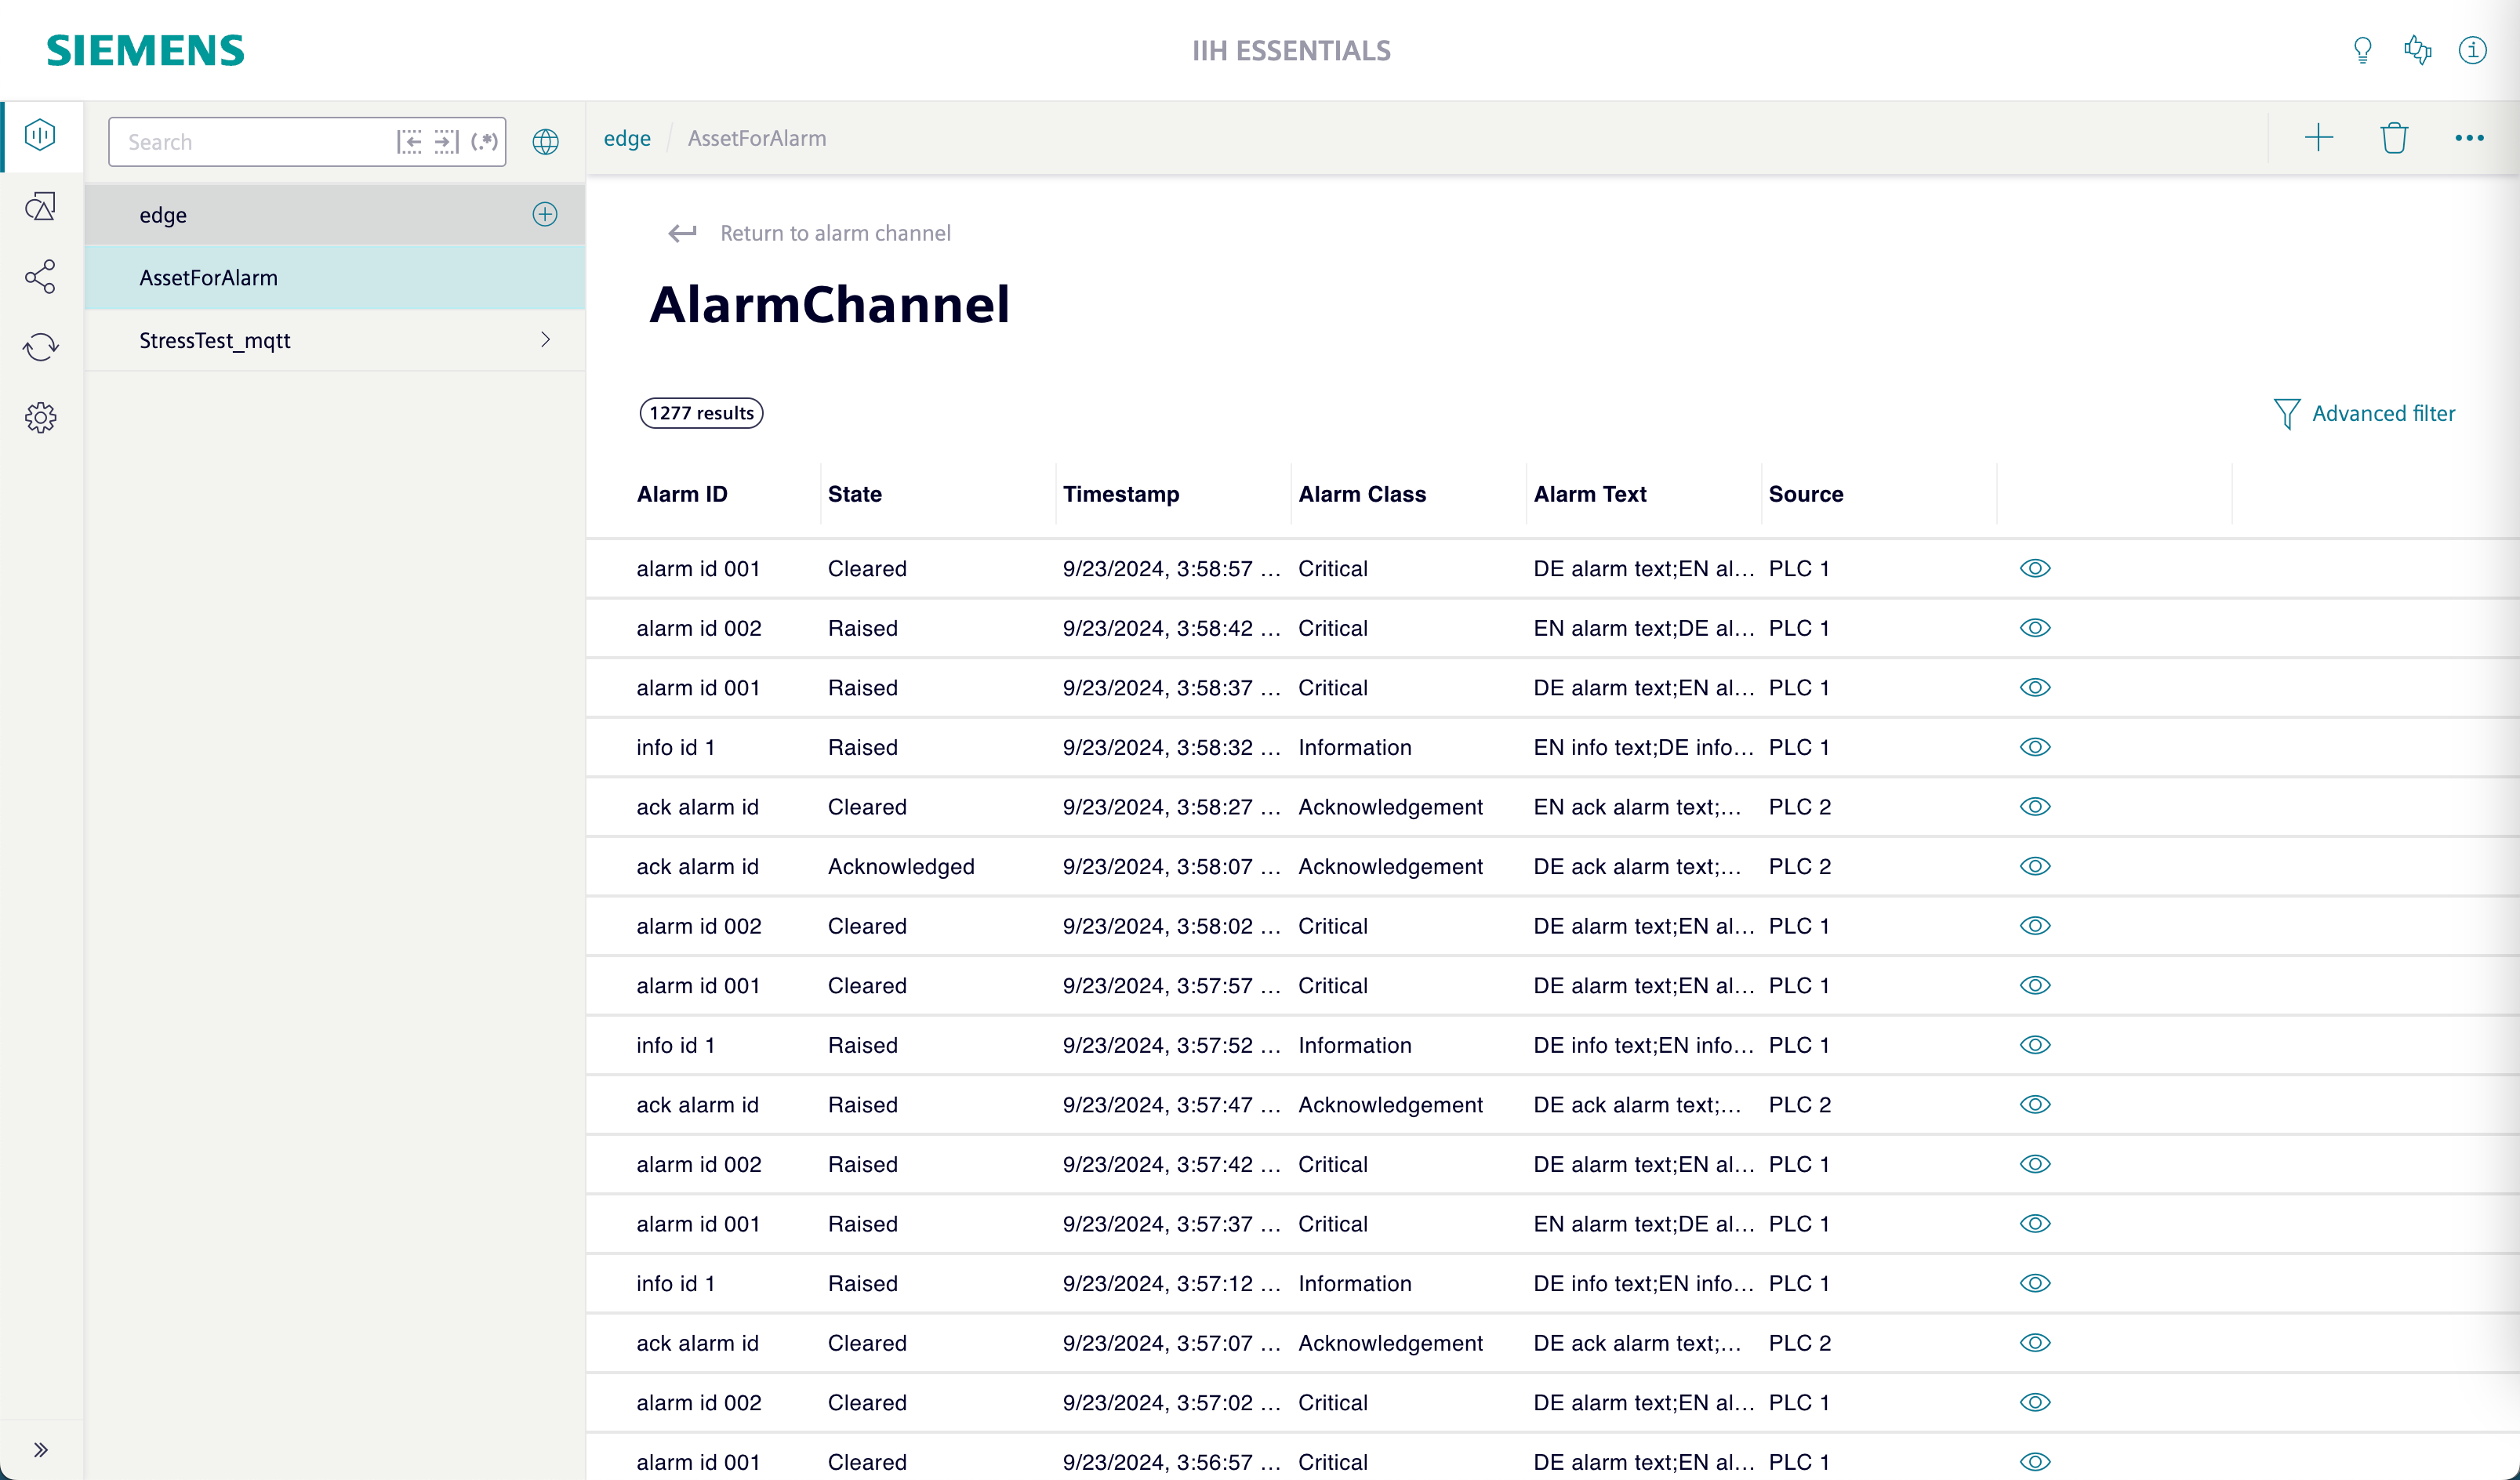 SIEMENS
IIH ESSENTIALS
Search
(.*)
edge
AssetForAlarm
StressTest_mqtt
edge AssetForAlarm
Return to alarm channel
AlarmChannel
1277 results
Advanced filter
Alarm ID State Timestamp Alarm Class Alarm Text Source
alarm id 001 Cleared 9/23/2024, 3:58:57 ... Critical DE alarm text;EN al... PLC 1
alarm id 002 Raised 9/23/2024, 3:58:42 ... Critical EN alarm text;DE al... PLC 1
alarm id 001 Raised 9/23/2024, 3:58:37 ... Critical DE alarm text;EN al... PLC 1
info id 1 Raised 9/23/2024, 3:58:32 ... Information EN info text;DE info... PLC 1
ack alarm id Cleared 9/23/2024, 3:58:27 ... Acknowledgement EN ack alarm text;... PLC 2
ack alarm id Acknowledged 9/23/2024, 3:58:07 ... Acknowledgement DE ack alarm text;... PLC 2
alarm id 002 Cleared 9/23/2024, 3:58:02 ... Critical DE alarm text;EN al... PLC 1
alarm id 001 Cleared 9/23/2024, 3:57:57 ... Critical DE alarm text;EN al... PLC 1
info id 1 Raised 9/23/2024, 3:57:52 ... Information DE info text;EN info... PLC 1
ack alarm id Raised 9/23/2024, 3:57:47 ... Acknowledgement DE ack alarm text;... PLC 2
alarm id 002 Raised 9/23/2024, 3:57:42 ... Critical DE alarm text;EN al... PLC 1
alarm id 001 Raised 9/23/2024, 3:57:37 ... Critical EN alarm text;DE al... PLC 1
info id 1 Raised 9/23/2024, 3:57:12 ... Information DE info text;EN info... PLC 1
ack alarm id Cleared 9/23/2024, 3:57:07 ... Acknowledgement DE ack alarm text;... PLC 2
alarm id 002 Cleared 9/23/2024, 3:57:02 ... Critical DE alarm text;EN al... PLC 1
alarm id 001 Cleared 9/23/2024, 3:56:57 ... Critical DE alarm text;EN al... PLC 1